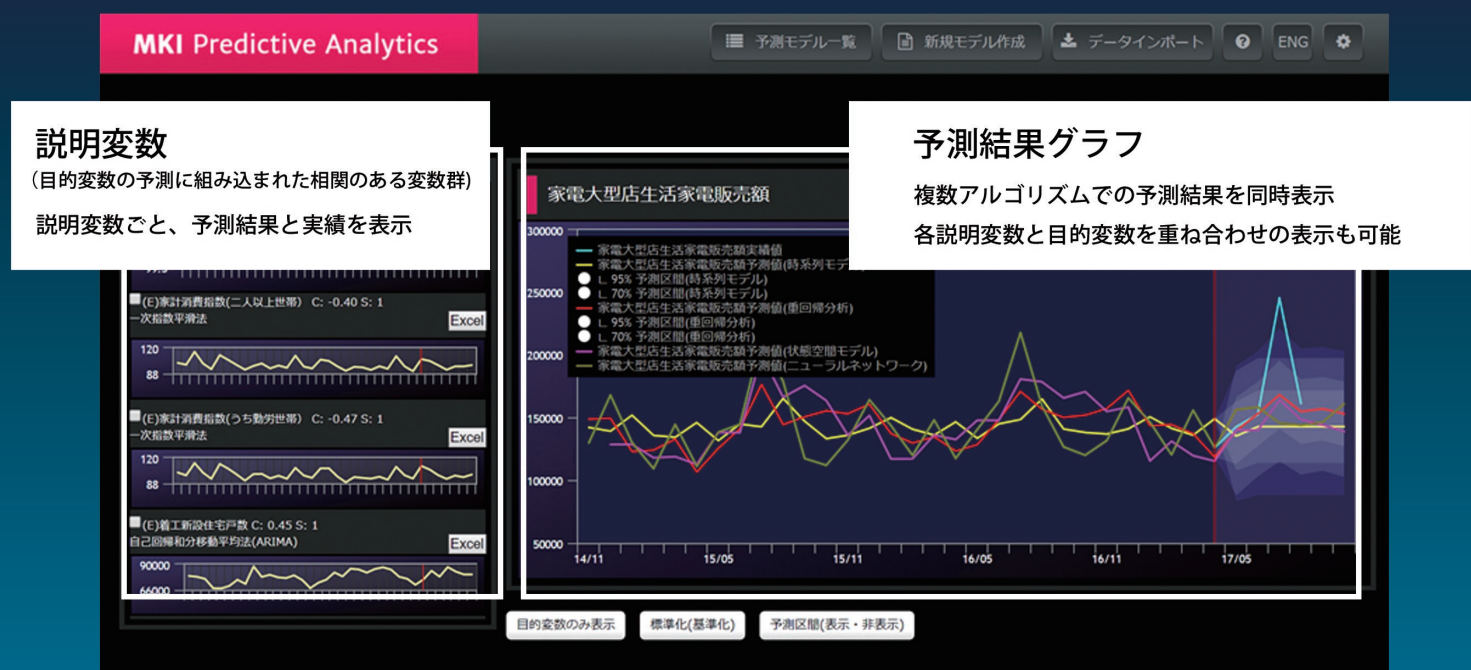 MKI Predictive Analytics
予測モデル一覧
新規モデル作成
データインポート
?
ENG
説明変数
(目的変数の予測に組み込まれた相関のある変数群)
説明変数ごと、予測結果と実績を表示
予測結果グラフ
複数アルゴリズムでの予測結果を同時表示
各説明変数と目的変数を重ね合わせの表示も可能
99.5
(E)家計消費指数(二人以上世帯) C: -0.40 S: 1
一次指数平滑法
Excel
120
88
(E)家計消費指数(うち勤労世帯) C: -0.47 S: 1
一次指数平滑法
Excel
120
88
(E)着工新設住宅戸数 C: 0.45 S: 1
自己回帰和分移動平均法(ARIMA)
Excel
90000
66000
家電大型店生活家電販売額
300000
250000
200000
150000
100000
50000
家電大型店生活家電販売額実績値
家電大型店生活家電販売額予測値(時系列モデ
∟ 95% 予測区間(時系列モデル)
∟ 70% 予測区間(時系列モデル)
家電大型店生活家電販売額予測値(重回帰分析)
∟ 95% 予測区間(重回帰分析)
∟ 70% 予測区間(重回帰分析)
家電大型店生活家電販売額予測値(状態空間モデル)
家電大型店生活家電販売額予測値(ニューラルネットワーク)
14/11
15/05
15/11
16/05
16/11
17/05
目的変数のみ表示
標準化(基準化)
予測区間(表示・非表示)